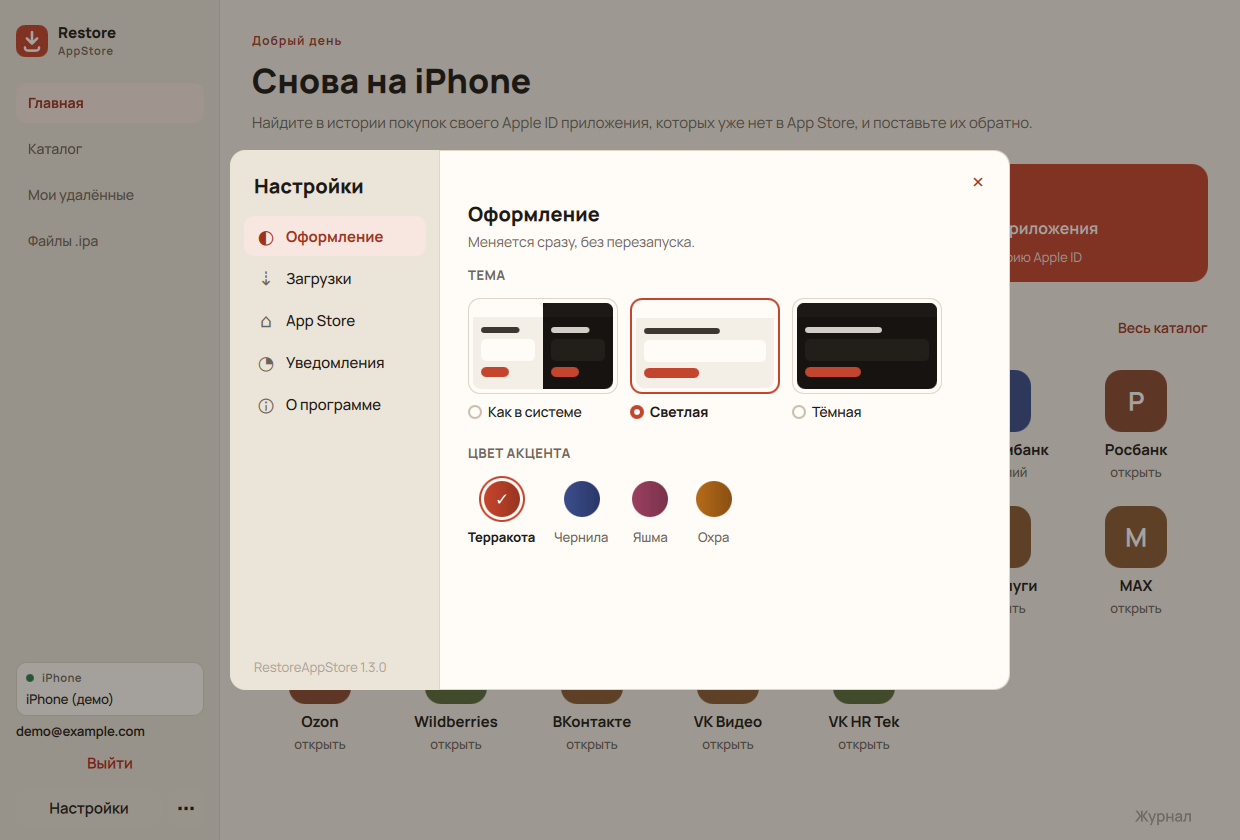 Restore
AppStore
Главная
Каталог
Мои удалённые
Файлы .ipa
iPhone
iPhone (демо)
demo@example.com
Выйти
Настройки
Добрый день
Снова на iPhone
Найдите в истории покупок своего Apple ID приложения, которых уже нет в App Store, и поставьте их обратно.
Настройки
Оформление
Загрузки
App Store
Уведомления
О программе
RestoreAppStore 1.3.0
Оформление
Меняется сразу, без перезапуска.
ТЕМА
Как в системе
Светлая
Тёмная
ЦВЕТ АКЦЕНТА
Терракота
Чернила
Яшма
Охра
Apple ID
Весь каталог
P
Росбанк
открыть
M
MAX
открыть
Ozon
Wildberries
ВКонтакте
VK Видео
VK HR Tek
открыть
открыть
открыть
открыть
открыть
Журнал